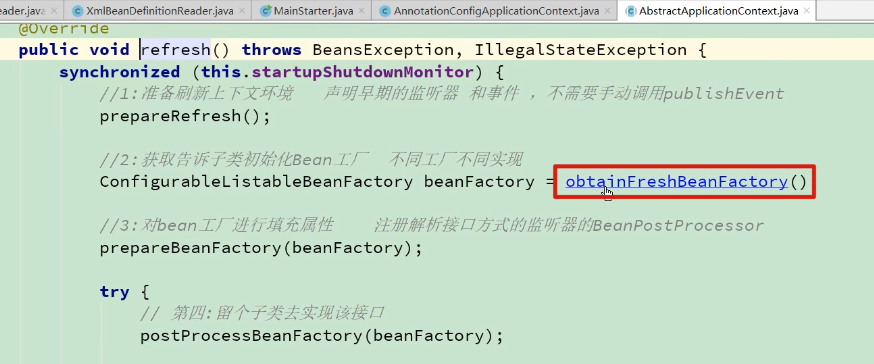 eader.java
XmlBeanDefinitionReader.java
MainStarter.java
AnnotationConfigApplicationContext.java
AbstractApplicationContext.java
@Override
public void refresh() throws BeansException, IllegalStateException {
synchronized (this.startupShutdownMonitor) {
//1:准备刷新上下文环境 声明早期的监听器 和事件 ，不需要手动调用publishEvent
prepareRefresh();
//2:获取告诉子类初始化Bean工厂 不同工厂不同实现
ConfigurableListableBeanFactory beanFactory = obtainFreshBeanFactory()
//3:对bean工厂进行填充属性 注册解析接口方式的监听器的BeanPostProcessor
prepareBeanFactory(beanFactory);
try {
// 第四:留个子类去实现该接口
postProcessBeanFactory(beanFactory);